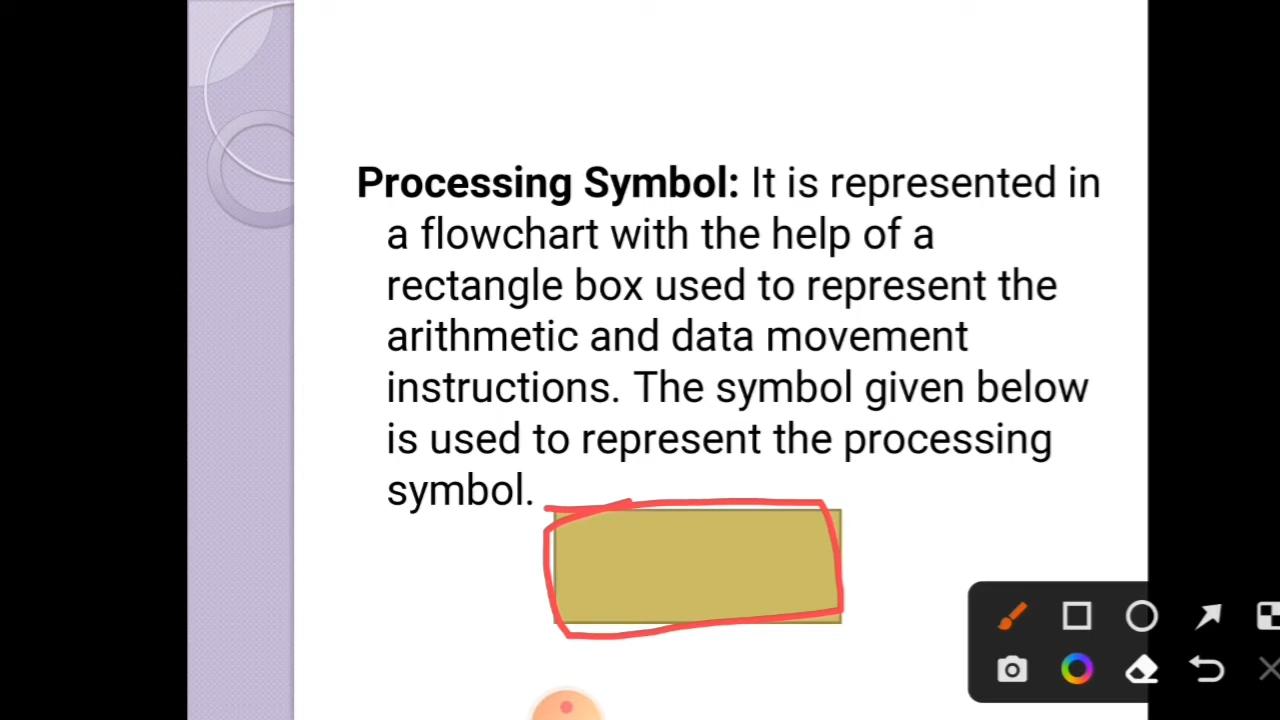 Processing Symbol: It is represented in
a flowchart with the help of a
rectangle box used to represent the
arithmetic and data movement
instructions. The symbol given below
is used to represent the processing
symbol.